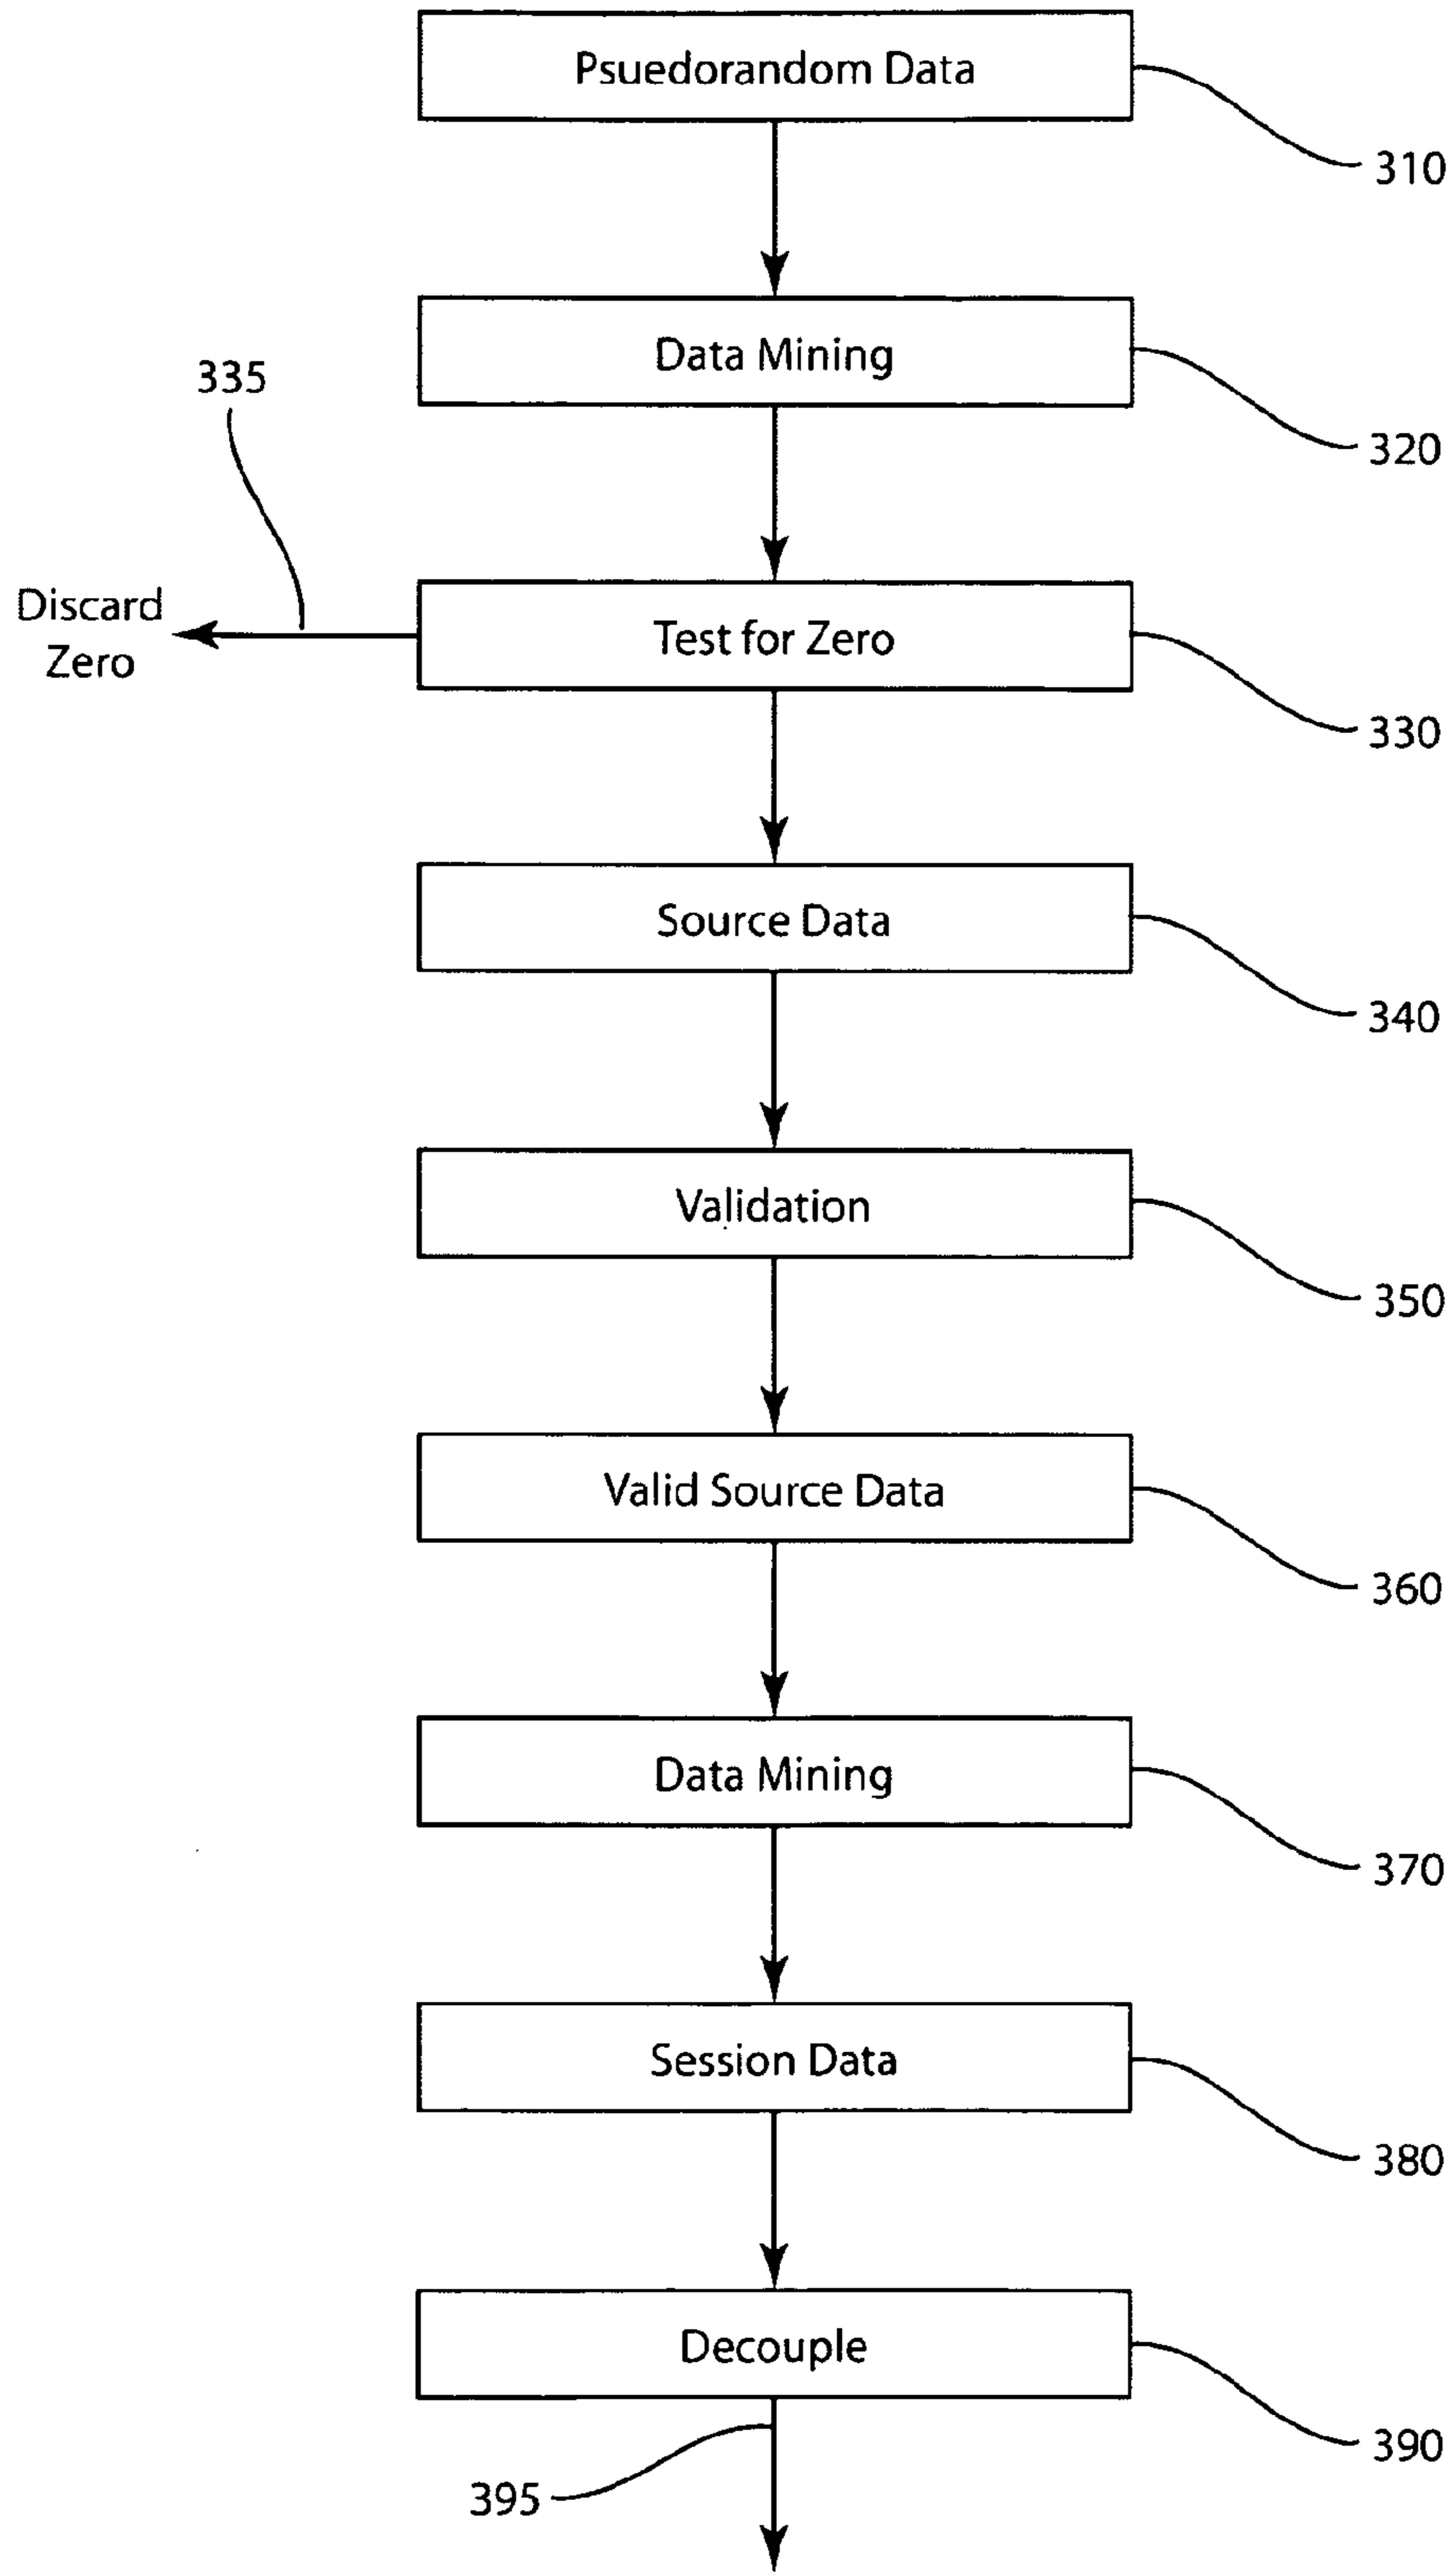 Psuedorandom Data
310
Data Mining
320
335
Discard
Zero
Test for Zero
330
Source Data
340
Validation
350
Valid Source Data
360
Data Mining
370
Session Data
380
Decouple
390
395